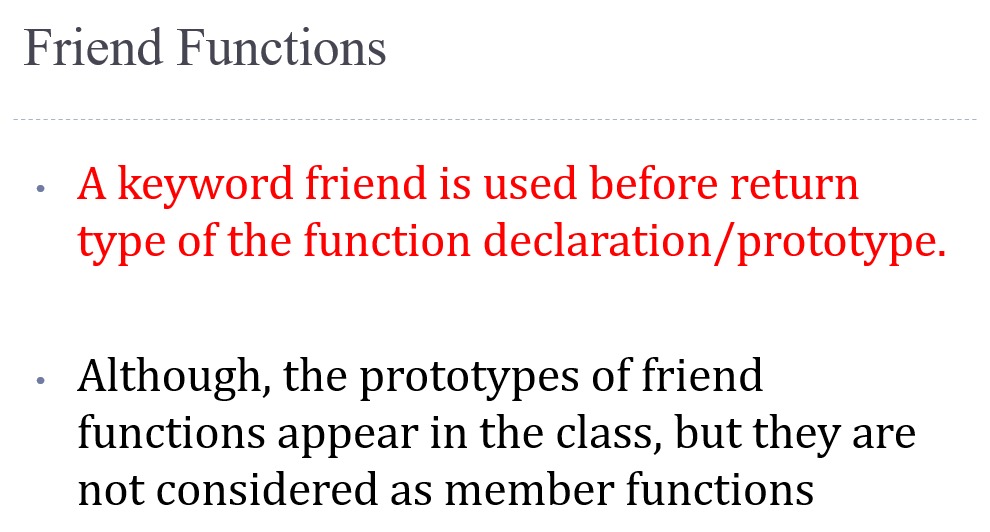 Friend Functions
• A keyword friend is used before return
type of the function declaration/prototype.
• Although, the prototypes of friend
functions appear in the class, but they are
not considered as member functions